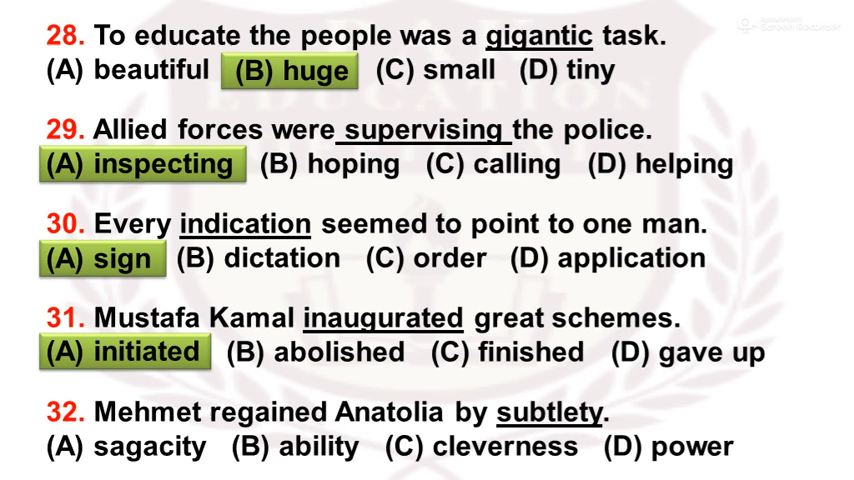 28. To educate the people was a gigantic task.
(A) beautiful (B) huge (C) small (D) tiny
29. Allied forces were supervising the police.
(A) inspecting (B) hoping (C) calling (D) helping
30. Every indication seemed to point to one man.
(A) sign (B) dictation (C) order (D) application
31. Mustafa Kamal inaugurated great schemes.
(A) initiated (B) abolished (C) finished (D) gave up
32. Mehmet regained Anatolia by subtlety.
(A) sagacity (B) ability (C) cleverness (D) power